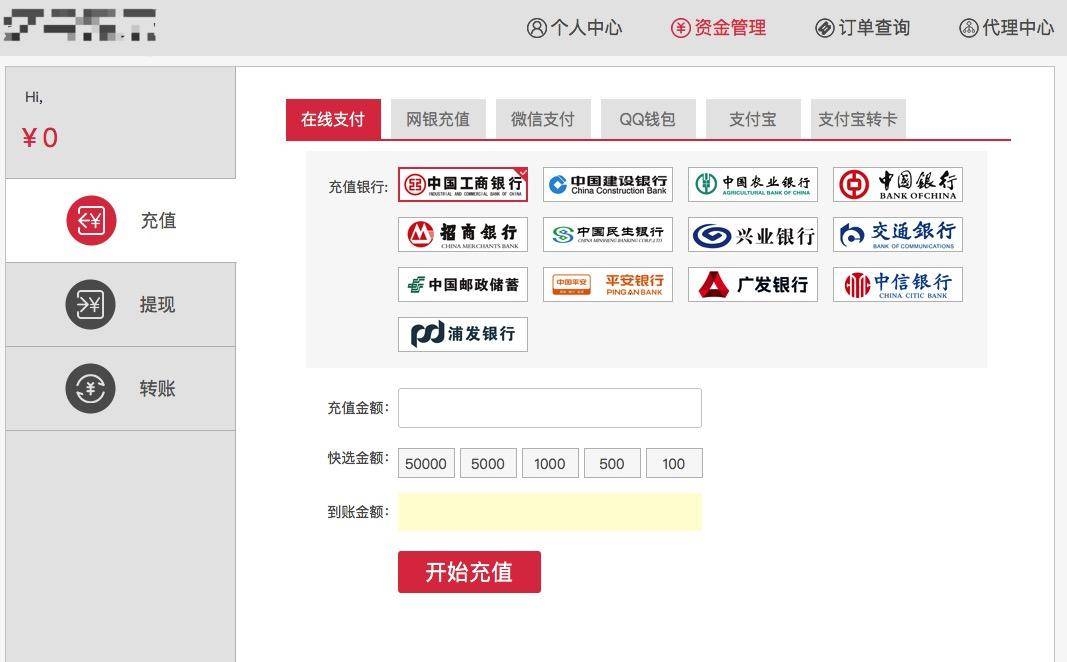 个人中心 资金管理 订单查询 代理中心
Hi,
¥0
充值
提现
转账
在线支付 网银充值 微信支付 QQ钱包 支付宝 支付宝转卡
充值银行: 中国工商银行 中国建设银行 中国农业银行 中国银行
INDUSTRIAL AND COMMERCIAL BANK OF CHINA China Construction Bank AGRICULTURAL BANK OF CHINA BANK OF CHINA
招商银行 中国民生银行 兴业银行 交通银行
CHINA MERCHANTS BANK CHINA MINSHENG BANKING CORP.,LTD BANK OF COMMUNICATIONS
中国邮政储蓄 中国平安 平安银行 广发银行 中信银行
PING AN BANK CHINA CITIC BANK
浦发银行
充值金额:
快选金额: 50000 5000 1000 500 100
到账金额:
开始充值